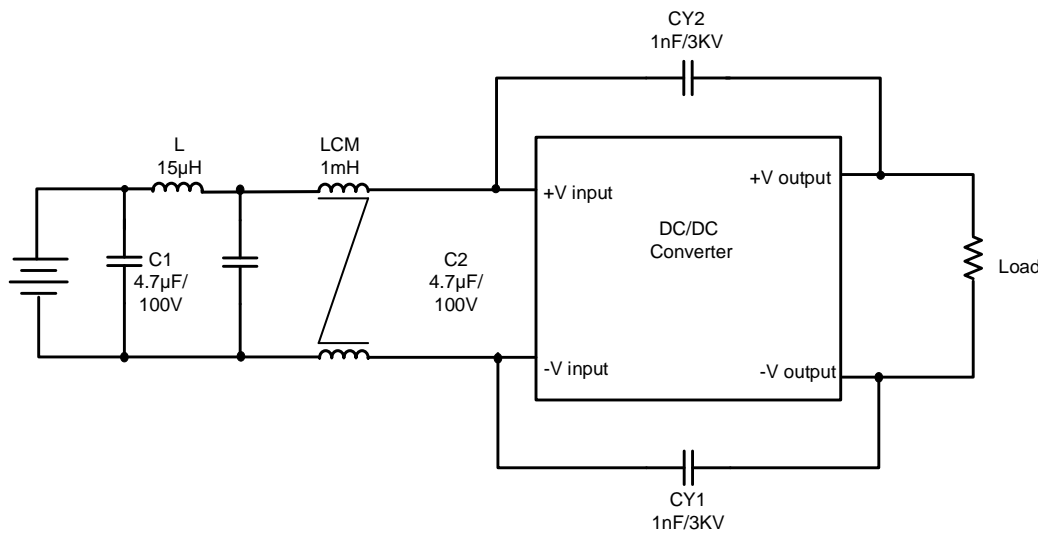 CY2
1nF/3KV
L
15µH
LCM
1mH
+V input
+V output
DC/DC
Converter
C1
4.7µF/
100V
C2
4.7µF/
100V
Load
-V input
-V output
CY1
1nF/3KV